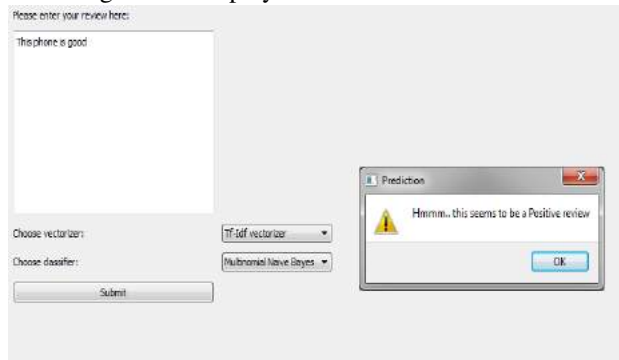 Please enter your review here:
This phone is good
Prediction
Hmmm.. this seems to be a Positive review
OK
Choose vectorizer:
Tf-Idf vectorizer
Choose classifier:
Multinomial Naive Bayes
Submit